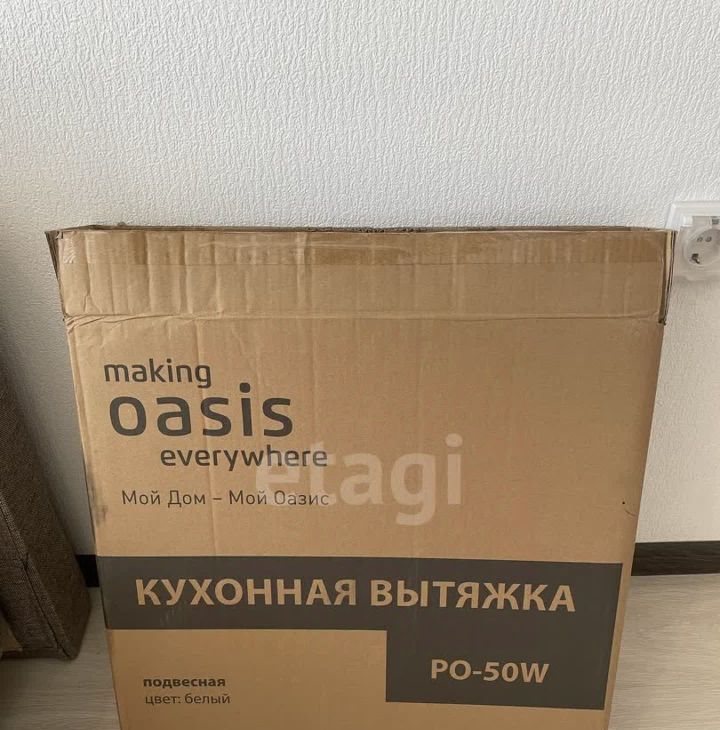 making
oasis
everywhere
etagi
Мой Дом – Мой Оазис
КУХОННАЯ ВЫТЯЖКА
PO-50W
подвесная
цвет: белый